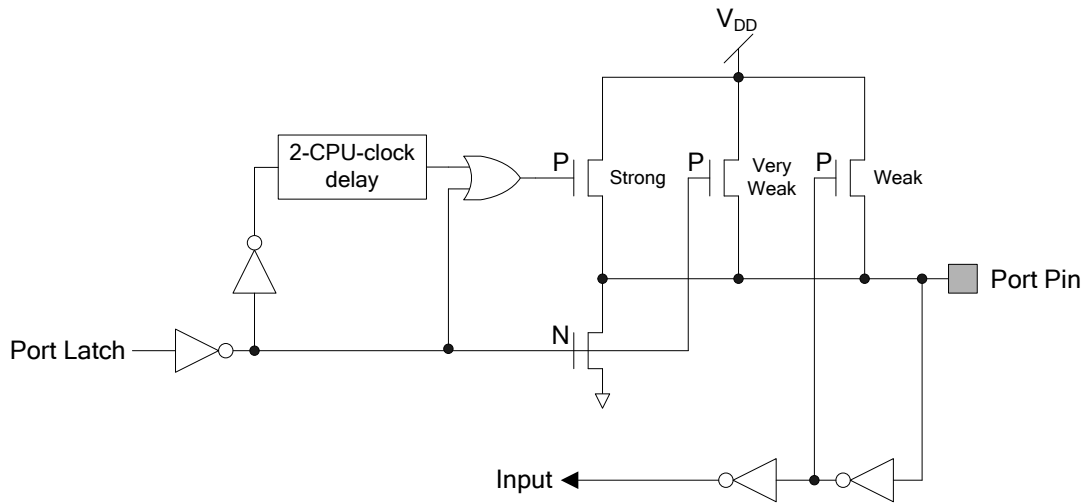 VDD
2-CPU-clock
delay
P
Strong
P
Very
Weak
P
Weak
Port Pin
N
Port Latch
Input